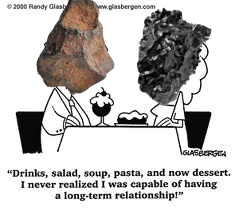 © 2000 Randy Glasbergen www.glasbergen.com
GLASBERGEN
“Drinks, salad, soup, pasta, and now dessert.
I never realized I was capable of having
a long-term relationship!”